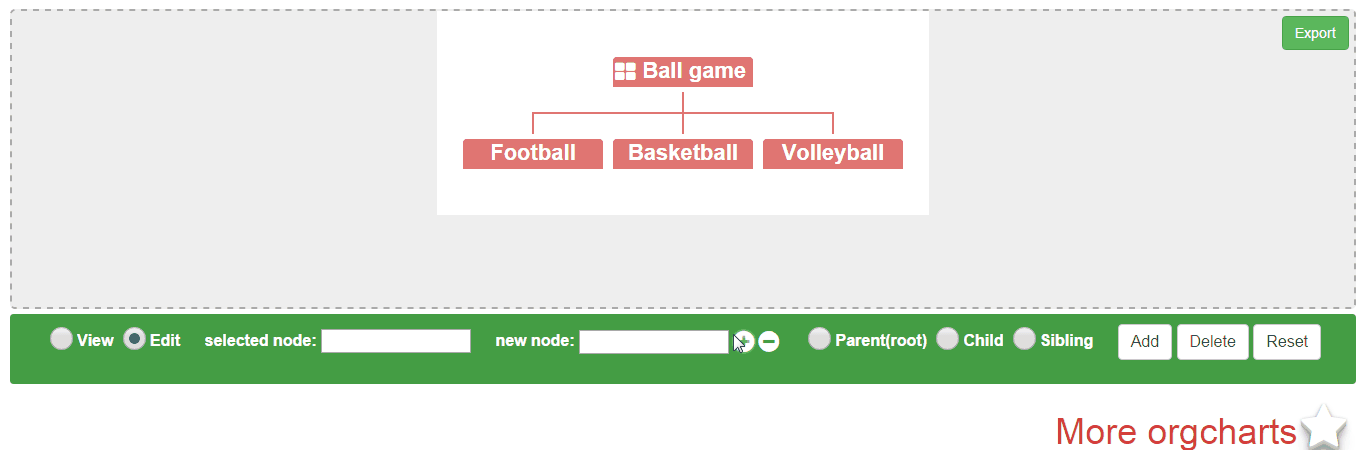 Export
Ball game
Football Basketball Volleyball
View Edit selected node: new node: Parent(root) Child Sibling Add Delete Reset
More orgcharts